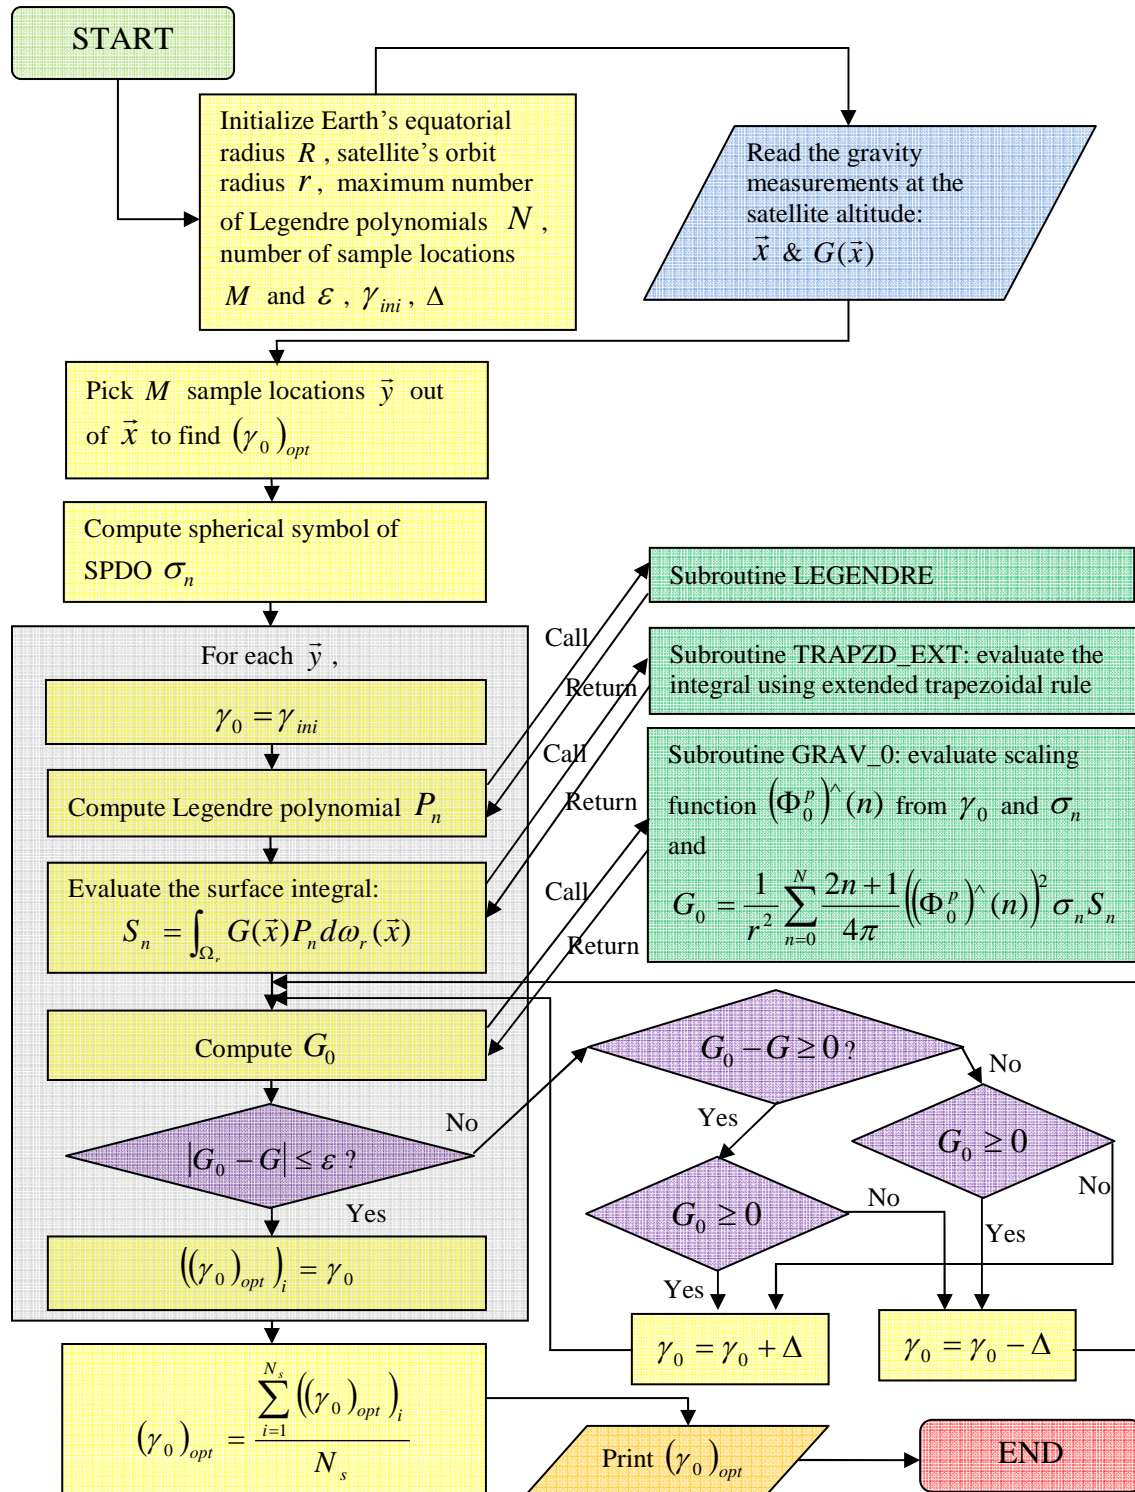 START
Initialize Earth's equatorial
radius R , satellite's orbit
radius r , maximum number
of Legendre polynomials N ,
number of sample locations
M and ε , γ_ini , Δ
Read the gravity
measurements at the
satellite altitude:
x⃗ & G(x⃗)
Pick M sample locations y⃗ out
of x⃗ to find (γ_0)_opt
Compute spherical symbol of
SPDO σ_n
For each y⃗ ,
γ_0 = γ_ini
Compute Legendre polynomial P_n
Evaluate the surface integral:
S_n = ∫_{Ω_r} G(x⃗)P_n dω_r(x⃗)
Compute G_0
|G_0 − G| ≤ ε ?
No
Yes
((γ_0)_opt)_i = γ_0
(γ_0)_opt = \frac{\sum_{i=1}^{N_s} ((γ_0)_opt)_i}{N_s}
Call
Return
Call
Return
Call
Return
Subroutine LEGENDRE
Subroutine TRAPZD_EXT: evaluate the
integral using extended trapezoidal rule
Subroutine GRAV_0: evaluate scaling
function (Φ_0^p)^∧(n) from γ_0 and σ_n
and
G_0 = \frac{1}{r^2} \sum_{n=0}^{N} \frac{2n+1}{4π} ((Φ_0^p)^∧(n))^2 σ_n S_n
G_0 − G ≥ 0 ?
No
Yes
G_0 ≥ 0
No
Yes
G_0 ≥ 0
No
Yes
γ_0 = γ_0 + Δ
γ_0 = γ_0 − Δ
Print (γ_0)_opt
END